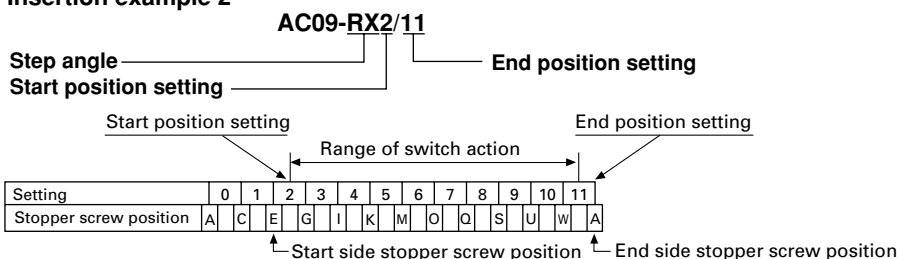 Insertion example 2
AC09-RX2/11
Step angle
End position setting
Start position setting
Start position setting
End position setting
Range of switch action
Setting 0 1 2 3 4 5 6 7 8 9 10 11
Stopper screw position A C E G I K M O Q S U W A
Start side stopper screw position
End side stopper screw position